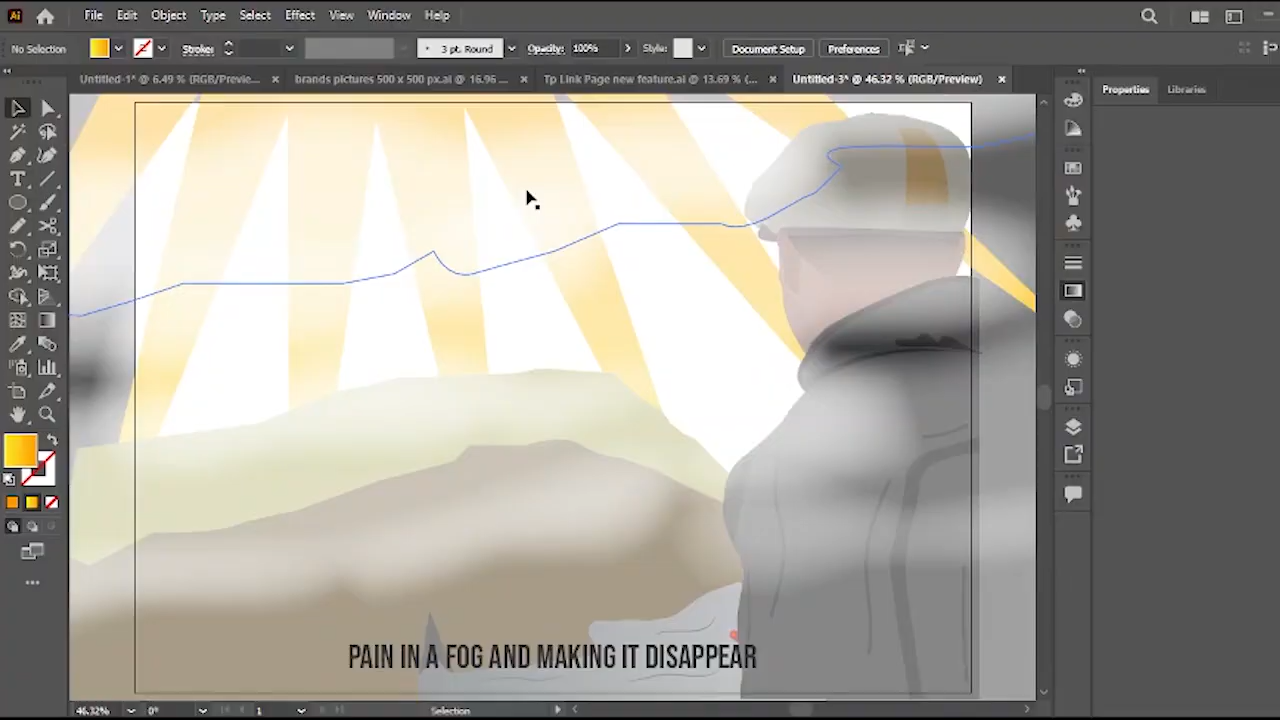 Ai File Edit Object Type Select Effect View Window Help
No Selection Stroke: 3 pt. Round Opacity: 100% Style: Document Setup Preferences
Untitled-1* @ 6.49 % (RGB/Previe... × brands pictures 500 x 500 px.ai @ 16.96 ... × Tp Link Page new feature.ai @ 13.69 % (... × Untitled-3* @ 46.32 % (RGB/Preview) ×
Properties Libraries
PAIN IN A FOG AND MAKING IT DISAPPEAR
46.32% 0° 1 Selection